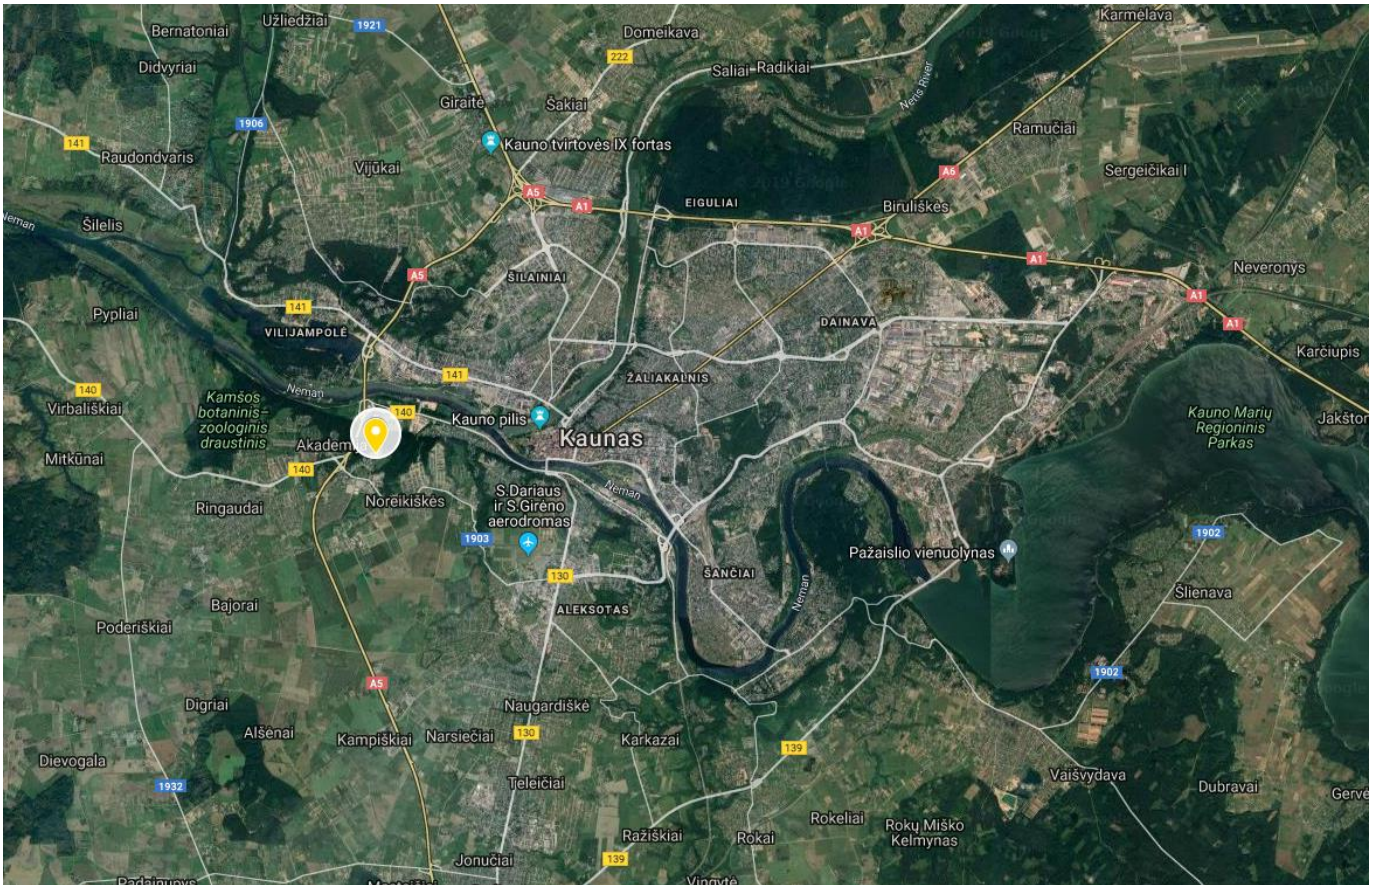 Karmėlava
Užliedžiai
1921
Bernatoniai
Domeikava
222
Didvyriai
Saliai
Radikiai
Neris River
Giraitė
Šakiai
1906
Ramučiai
141
Kauno tvirtovės IX fortas
Raudondvaris
Vijūkai
A6
Sergeičikai I
A5
A1
EIGULIAI
Biruliškės
Neman
Šilelis
A1
A1
Neveronys
A5
ŠILAINIAI
A1
141
Pypliai
VILIJAMPOLĖ
DAINAVA
A1
Karčiupis
ŽALIAKALNIS
141
140
Neman
Kamšos
botaninis–
zoologinis
draustinis
Virbališkiai
140
Kauno pilis
Kauno Marių
Regioninis
Parkas
Kaunas
Mitkūnai
140
Noreikiškės
S.Dariaus
ir S.Girėno
aerodromas
Neman
Ringaudai
1903
1902
Pažaislio vienuolynas
130
ŠANČIAI
Neman
Šlienava
Bajorai
ALEKSOTAS
Poderiškiai
1902
A5
Digriai
Naugardiškė
Alšėnai
Kampiškiai
Narsiečiai
130
Karkazai
139
Dievogala
Vaišvydava
1932
Teleičiai
Dubravai
Rokeliai
Rokų Miško
Kelmynas
Ražiškiai
Rokai
Jonučiai
139
Vingytė